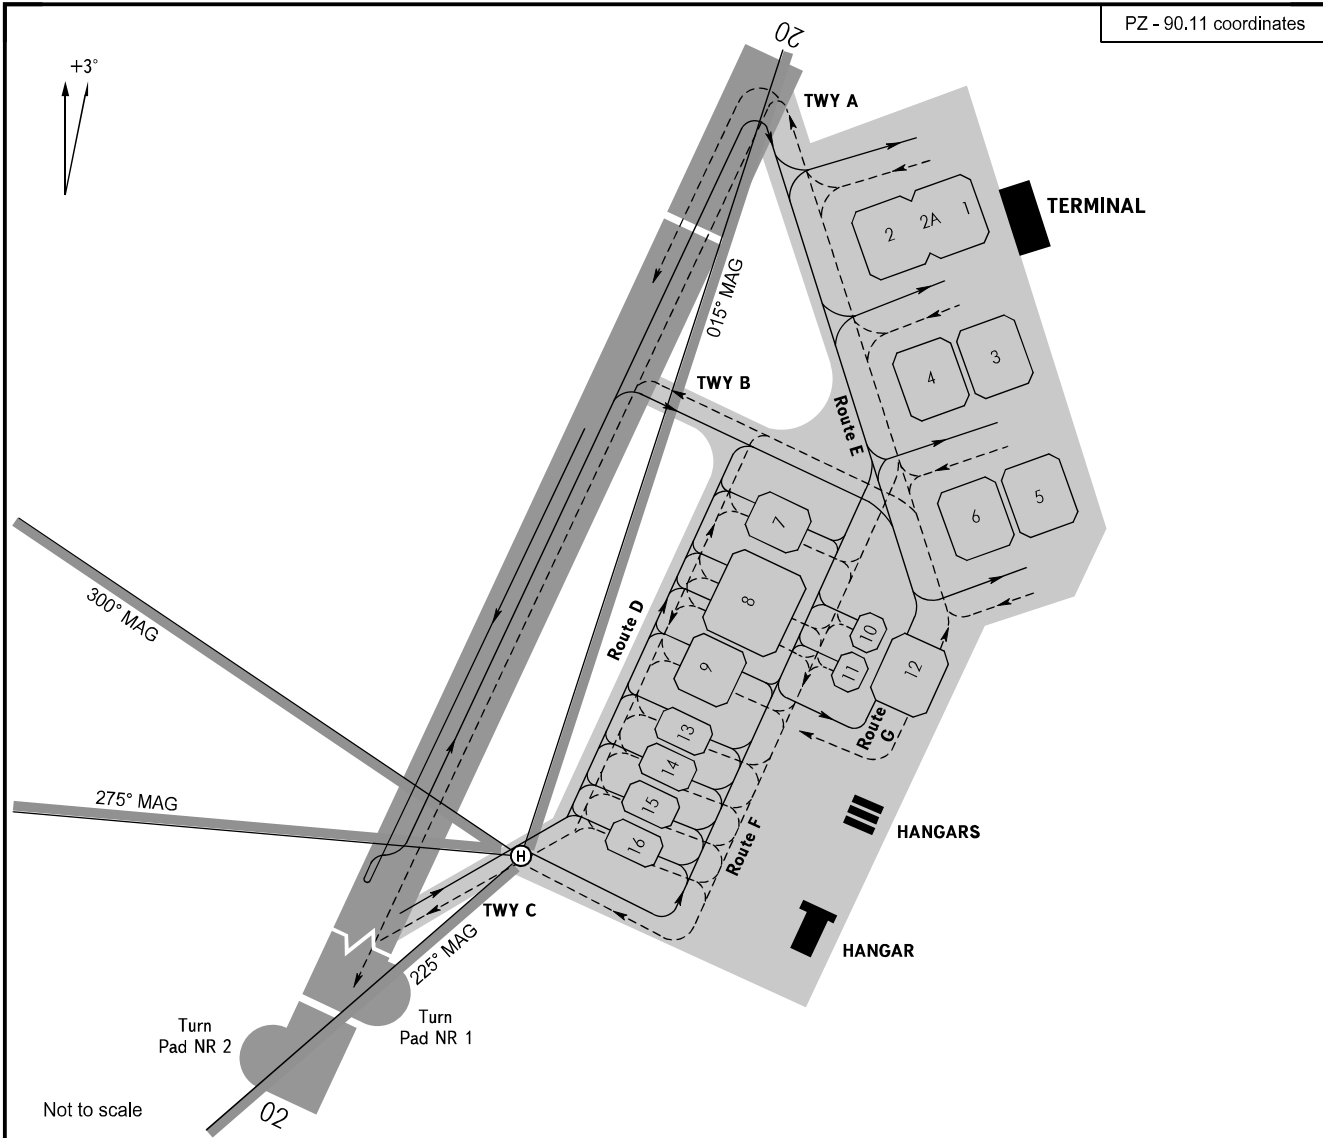 PZ - 90.11 coordinates
20
+3°
TWY A
TERMINAL
1
2A
2
015° MAG
3
4
TWY B
Route E
5
6
7
300° MAG
8
Route D
10
9
11
12
Route G
13
14
275° MAG
15
16
HANGARS
Route F
H
TWY C
225° MAG
HANGAR
Turn
Pad NR 1
Turn
Pad NR 2
Not to scale
02